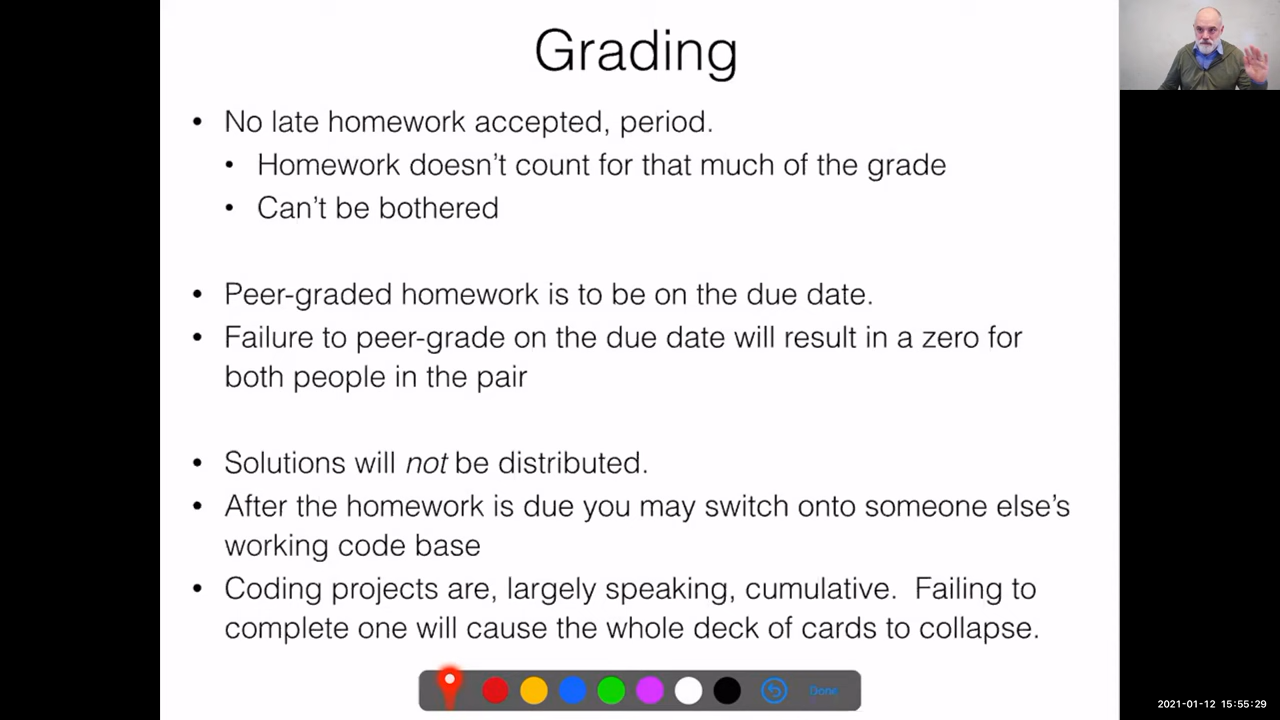 Grading
• No late homework accepted, period.
• Homework doesn’t count for that much of the grade
• Can’t be bothered
• Peer-graded homework is to be on the due date.
• Failure to peer-grade on the due date will result in a zero for
both people in the pair
• Solutions will not be distributed.
• After the homework is due you may switch onto someone else’s
working code base
• Coding projects are, largely speaking, cumulative.  Failing to
complete one will cause the whole deck of cards to collapse.
Done
2021-01-12 15:55:29